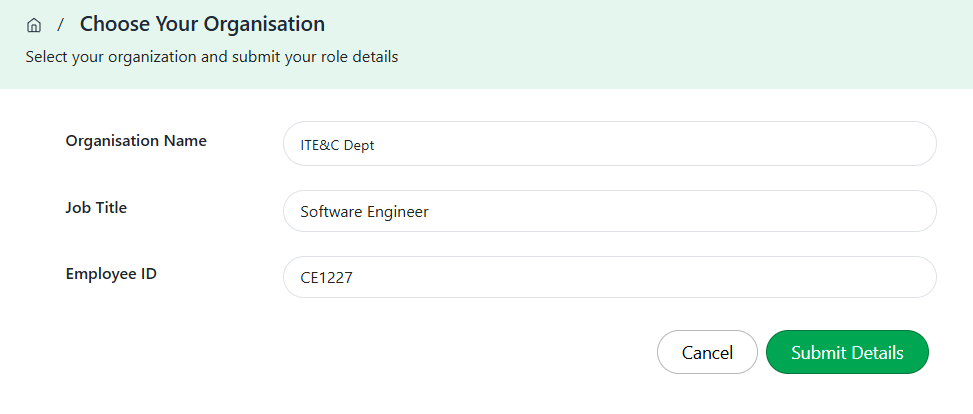 / Choose Your Organisation
Select your organization and submit your role details
Organisation Name ITE&C Dept
Job Title Software Engineer
Employee ID CE1227
Cancel Submit Details